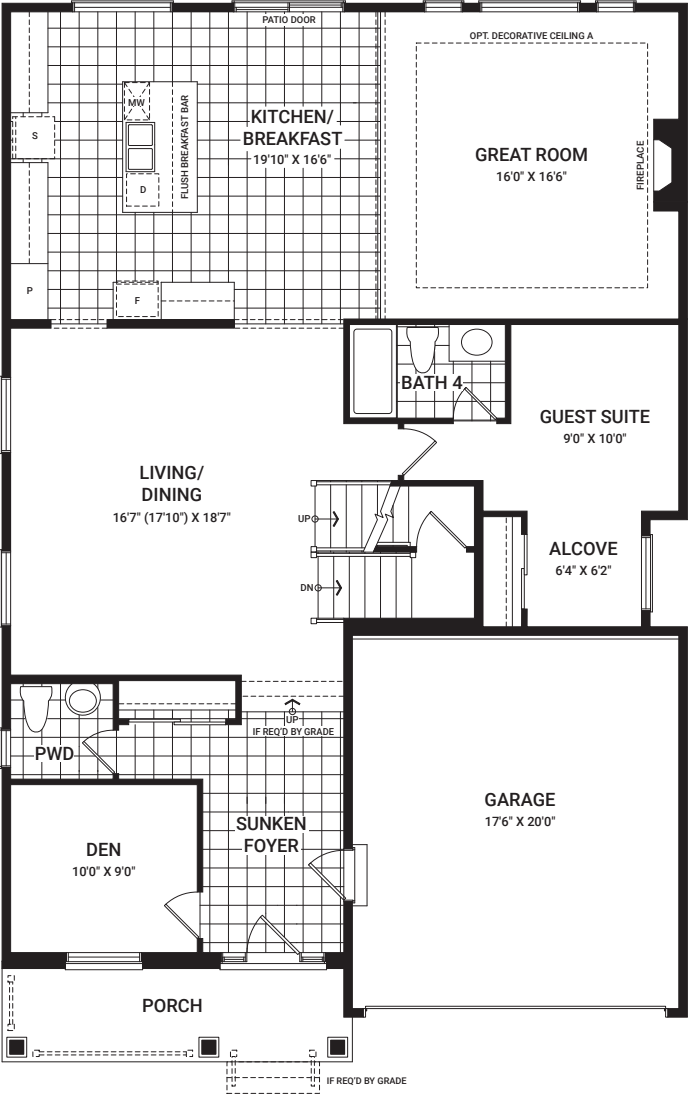 PATIO DOOR
OPT. DECORATIVE CEILING A
MW
S
D
FLUSH BREAKFAST BAR
KITCHEN/
BREAKFAST
19'10" X 16'6"
GREAT ROOM
16'0" X 16'6"
FIREPLACE
P
F
BATH 4
GUEST SUITE
9'0" X 10'0"
LIVING/
DINING
16'7" (17'10") X 18'7"
UP
DN
ALCOVE
6'4" X 6'2"
UP
IF REQ'D BY GRADE
PWD
SUNKEN
FOYER
GARAGE
17'6" X 20'0"
DEN
10'0" X 9'0"
PORCH
IF REQ'D BY GRADE